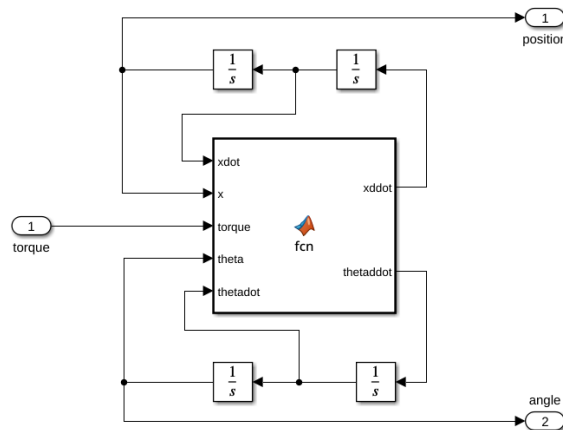 1
position
1
s
1
s
xdot
x
xddot
1
torque
torque
fcn
theta
thetaddot
thetadot
1
s
1
s
angle
2